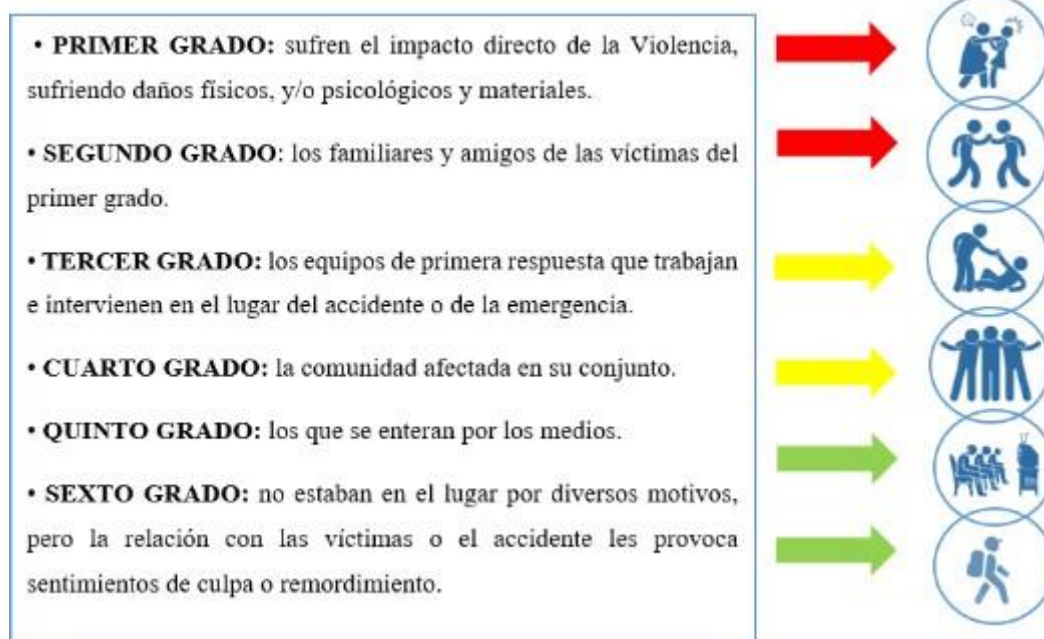 • PRIMER GRADO: sufren el impacto directo de la Violencia,
sufriendo daños físicos, y/o psicológicos y materiales.
• SEGUNDO GRADO: los familiares y amigos de las víctimas del
primer grado.
• TERCER GRADO: los equipos de primera respuesta que trabajan
e intervienen en el lugar del accidente o de la emergencia.
• CUARTO GRADO: la comunidad afectada en su conjunto.
• QUINTO GRADO: los que se enteran por los medios.
• SEXTO GRADO: no estaban en el lugar por diversos motivos,
pero la relación con las víctimas o el accidente les provoca
sentimientos de culpa o remordimiento.